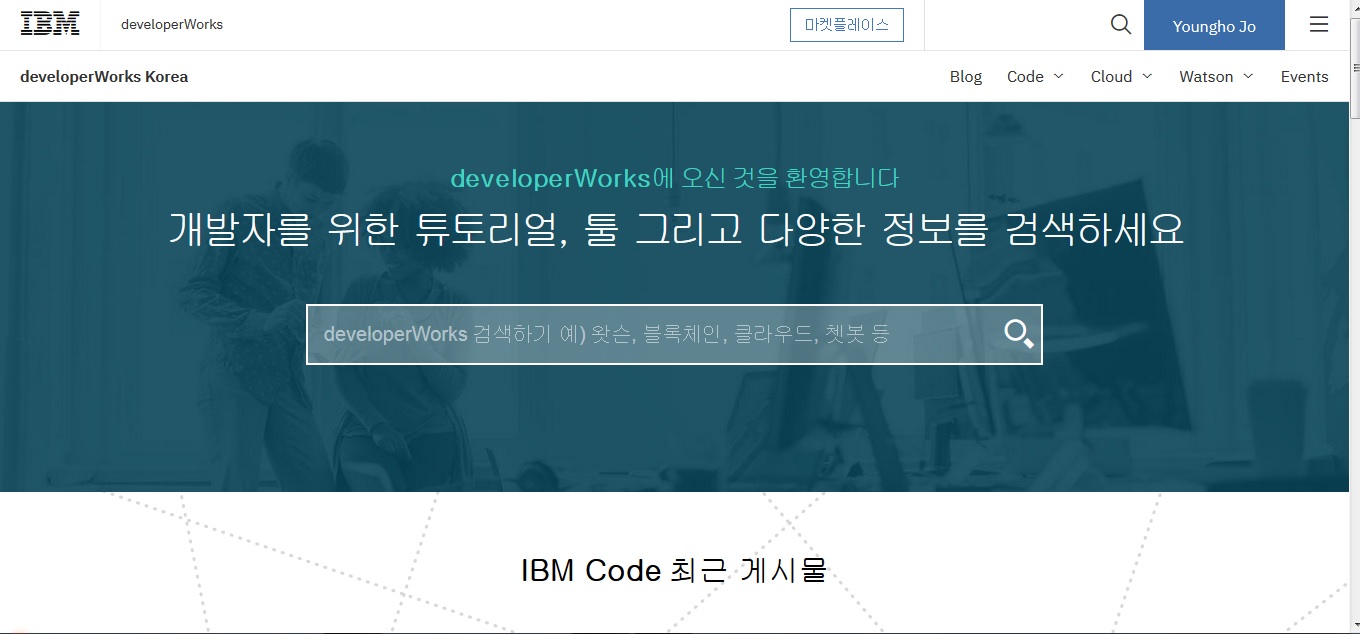 IBM
developerWorks
마켓플레이스
Youngho Jo
developerWorks Korea
Blog
Code
Cloud
Watson
Events
developerWorks에 오신 것을 환영합니다
개발자를 위한 튜토리얼, 툴 그리고 다양한 정보를 검색하세요
developerWorks 검색하기 예) 왓슨, 블록체인, 클라우드, 챗봇 등
IBM Code 최근 게시물